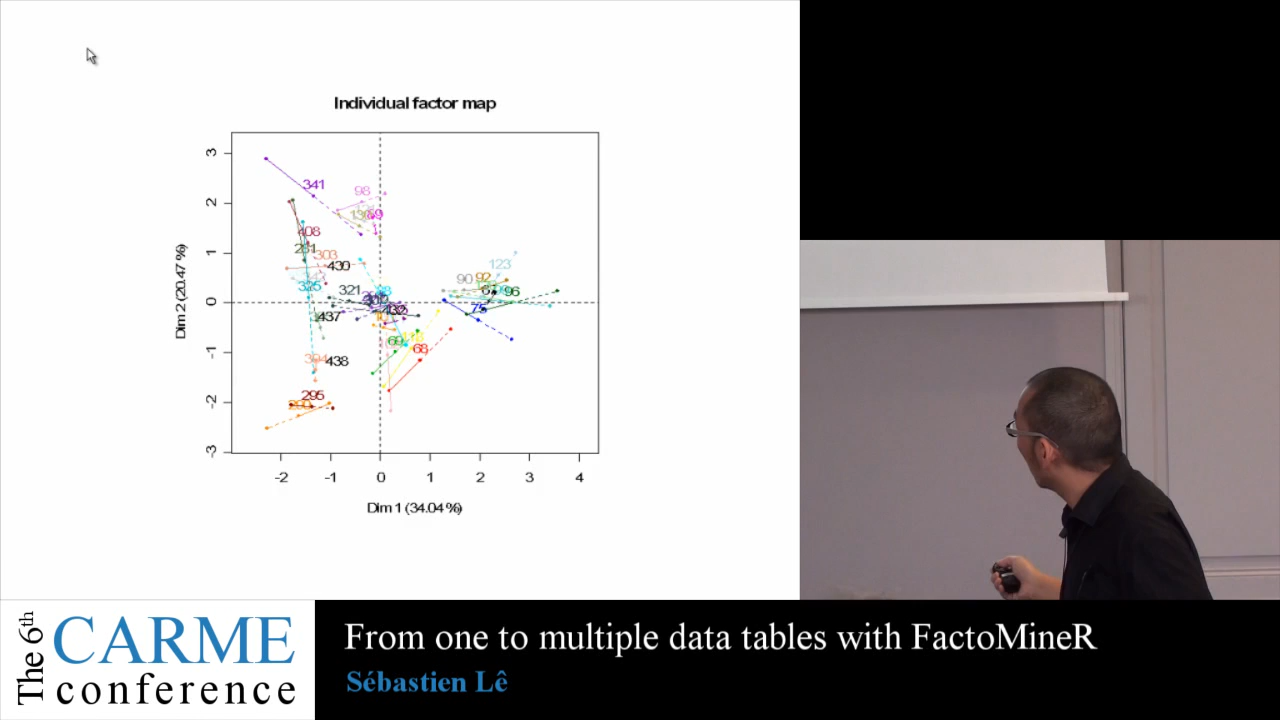 Individual factor map
3
2
1
0
-1
-2
-3
Dim 2 (20.47 %)
341
98
408
303
430
325
321
437
438
295
69
68
90
92
123
96
75
-2 -1 0 1 2 3 4
Dim 1 (34.04 %)
The 6th
CARME
conference
From one to multiple data tables with FactoMineR
Sébastien Lê